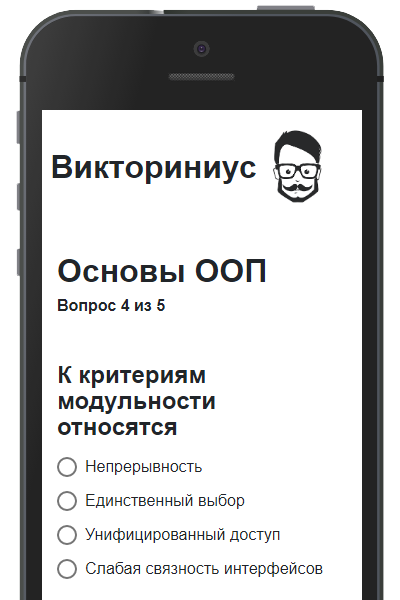 Викториниус
Основы ООП
Вопрос 4 из 5
К критериям
модульности
относятся
Непрерывность
Единственный выбор
Унифицированный доступ
Слабая связность интерфейсов